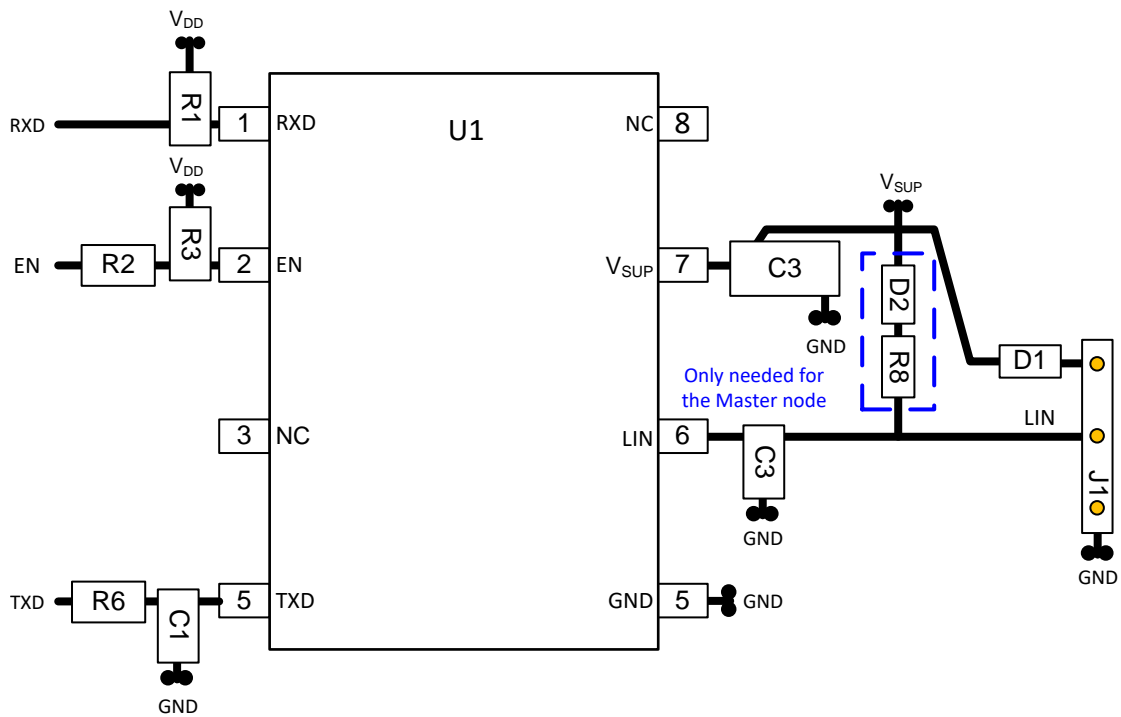 VDD
R1
RXD
1
RXD
U1
NC
8
VDD
R3
EN
R2
2
EN
VSUP
7
C3
GND
VSUP
D2
R8
D1
Only needed for
the Master node
3
NC
LIN
6
C3
GND
LIN
J1
GND
TXD
R6
C1
GND
5
TXD
GND
5
GND